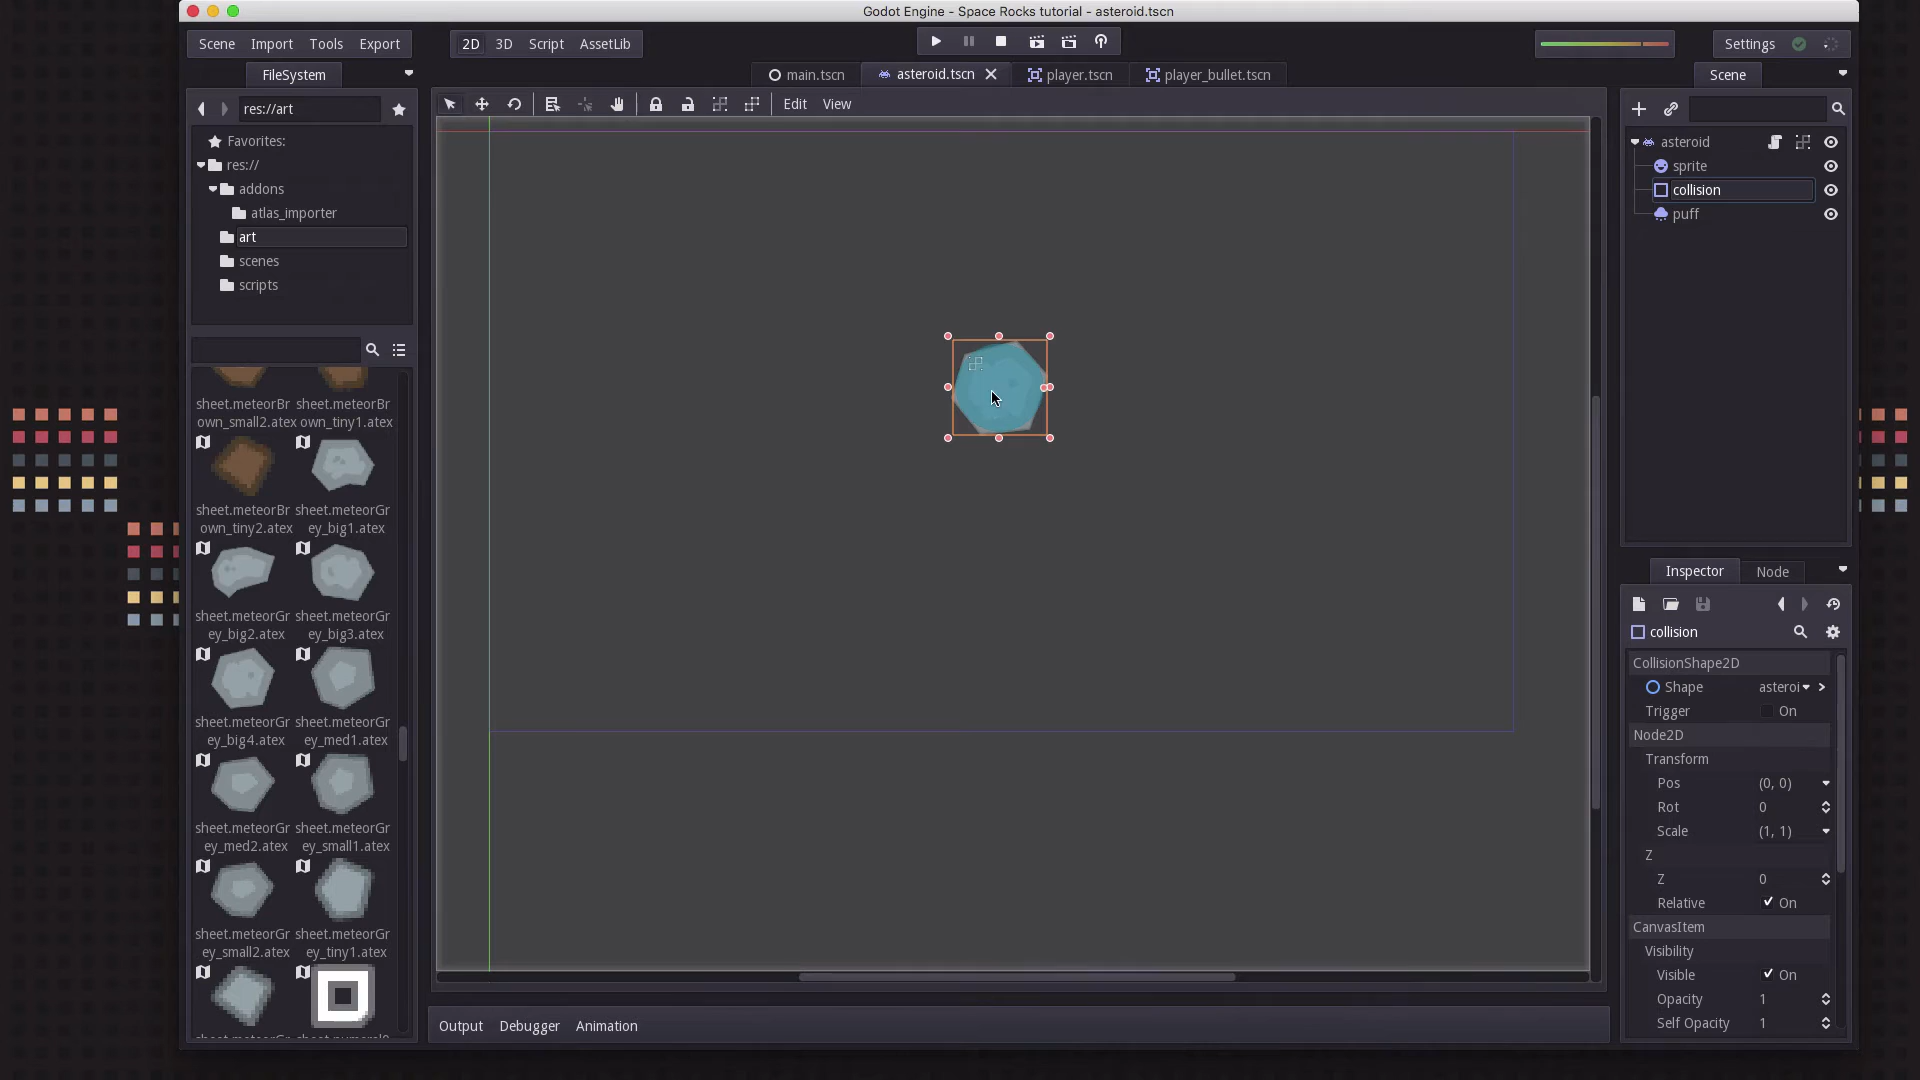 Godot Engine - Space Rocks tutorial - asteroid.tscn
Scene Import Tools Export
2D 3D Script AssetLib
Settings
FileSystem
main.tscn asteroid.tscn player.tscn player_bullet.tscn
Scene
res://art
Edit View
Favorites:
res://
addons
atlas_importer
art
scenes
scripts
asteroid
sprite
collision
puff
sheet.meteorBr
own_small2.atex
sheet.meteorBr
own_tiny1.atex
sheet.meteorBr
own_tiny2.atex
sheet.meteorGr
ey_big1.atex
sheet.meteorGr
ey_big2.atex
sheet.meteorGr
ey_big3.atex
sheet.meteorGr
ey_big4.atex
sheet.meteorGr
ey_med1.atex
sheet.meteorGr
ey_med2.atex
sheet.meteorGr
ey_small1.atex
sheet.meteorGr
ey_small2.atex
sheet.meteorGr
ey_tiny1.atex
Inspector Node
collision
CollisionShape2D
Shape asteroi
Trigger On
Node2D
Transform
Pos (0, 0)
Rot 0
Scale (1, 1)
Z
Z 0
Relative On
CanvasItem
Visibility
Visible On
Opacity 1
Self Opacity 1
Output Debugger Animation